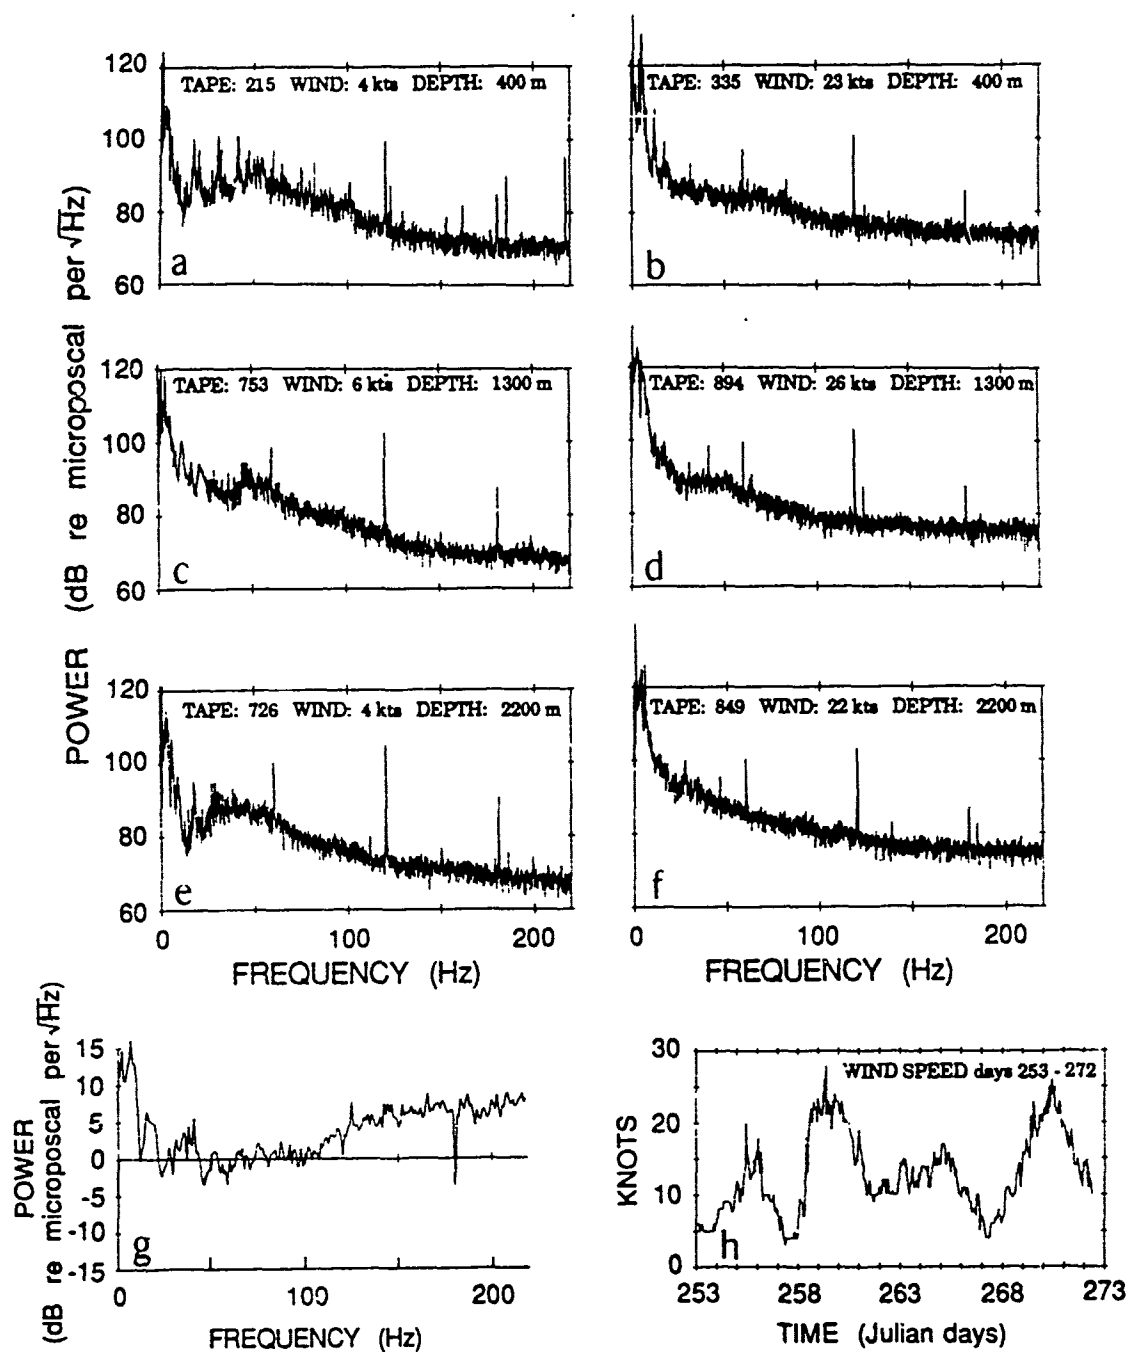 120
100
80
60
TAPE: 215 WIND: 4 kts DEPTH: 400 m
a
TAPE: 335 WIND: 23 kts DEPTH: 400 m
b
POWER (dB re microposcal per √Hz)
120
100
80
60
TAPE: 753 WIND: 6 kts DEPTH: 1300 m
c
TAPE: 894 WIND: 26 kts DEPTH: 1300 m
d
120
100
80
60
TAPE: 726 WIND: 4 kts DEPTH: 2200 m
e
TAPE: 849 WIND: 22 kts DEPTH: 2200 m
f
0 100 200
FREQUENCY (Hz)
0 100 200
FREQUENCY (Hz)
POWER
(dB re microposcal per √Hz)
15
10
5
0
-5
-10
-15
g
0 100 200
FREQUENCY (Hz)
KNOTS
30
20
10
0
WIND SPEED days 253 - 272
h
253 258 263 268 273
TIME (Julian days)